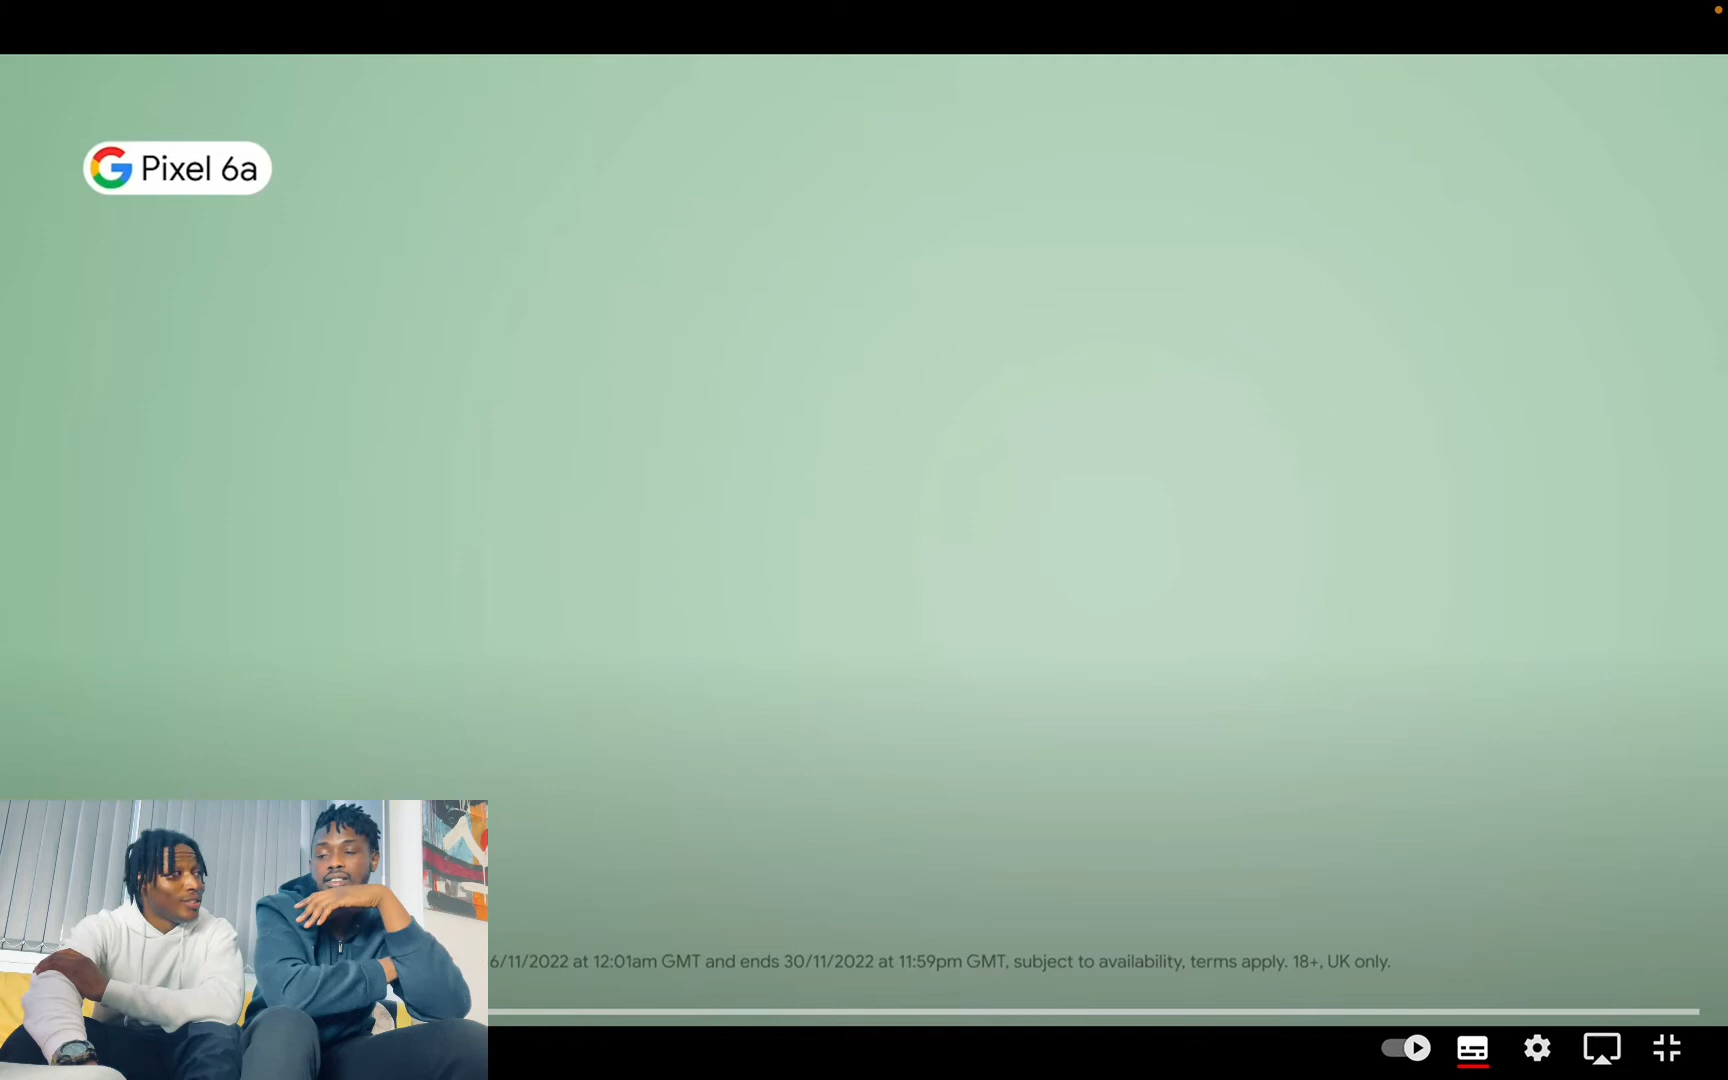 G Pixel 6a
6/11/2022 at 12:01am GMT and ends 30/11/2022 at 11:59pm GMT, subject to availability, terms apply. 18+, UK only.